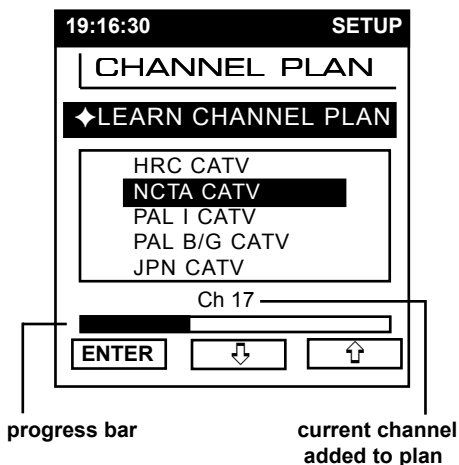 19:16:30 SETUP
CHANNEL PLAN
✦LEARN CHANNEL PLAN
HRC CATV
NCTA CATV
PAL I CATV
PAL B/G CATV
JPN CATV
Ch 17
ENTER
progress bar
current channel
added to plan